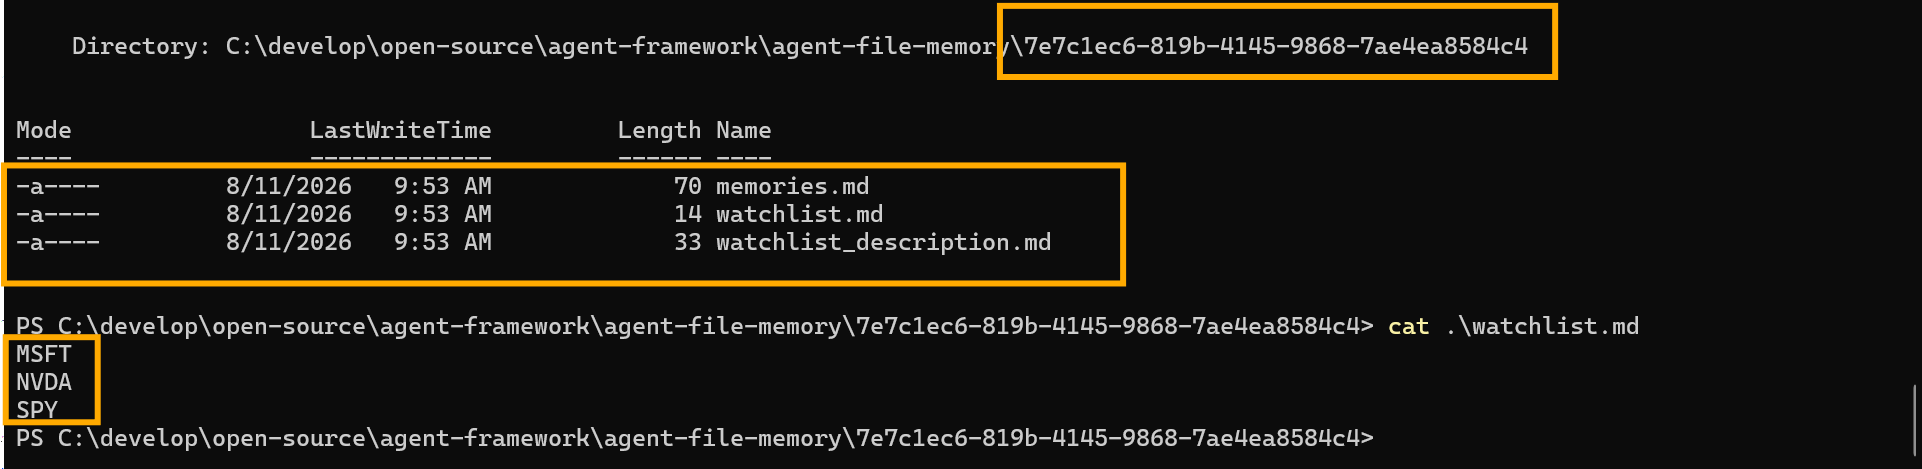 Directory: C:\develop\open-source\agent-framework\agent-file-memory\7e7c1ec6-819b-4145-9868-7ae4ea8584c4
Mode LastWriteTime Length Name
---- ------------- ------ ----
-a---- 8/11/2026 9:53 AM 70 memories.md
-a---- 8/11/2026 9:53 AM 14 watchlist.md
-a---- 8/11/2026 9:53 AM 33 watchlist_description.md
PS C:\develop\open-source\agent-framework\agent-file-memory\7e7c1ec6-819b-4145-9868-7ae4ea8584c4> cat .\watchlist.md
MSFT
NVDA
SPY
PS C:\develop\open-source\agent-framework\agent-file-memory\7e7c1ec6-819b-4145-9868-7ae4ea8584c4>